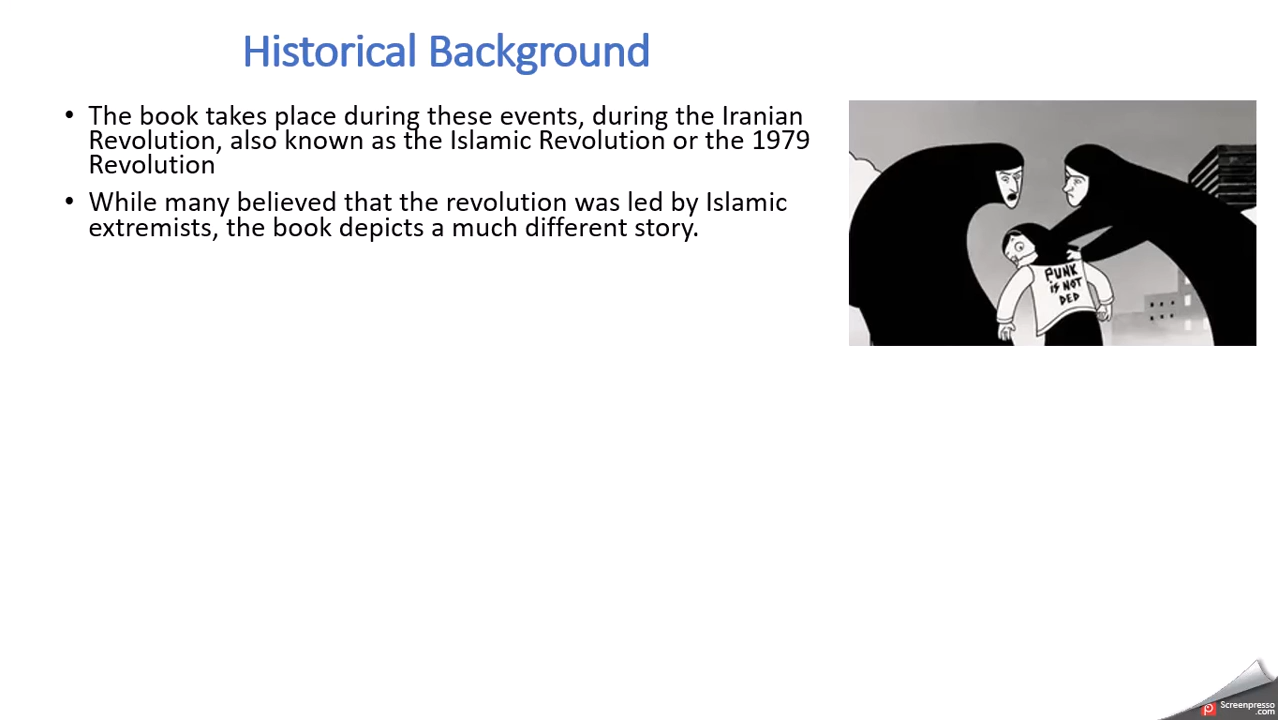 Historical Background
• The book takes place during these events, during the Iranian
Revolution, also known as the Islamic Revolution or the 1979
Revolution
• While many believed that the revolution was led by Islamic
extremists, the book depicts a much different story.
PUNK
is NOT
DED
Screenpresso
.com